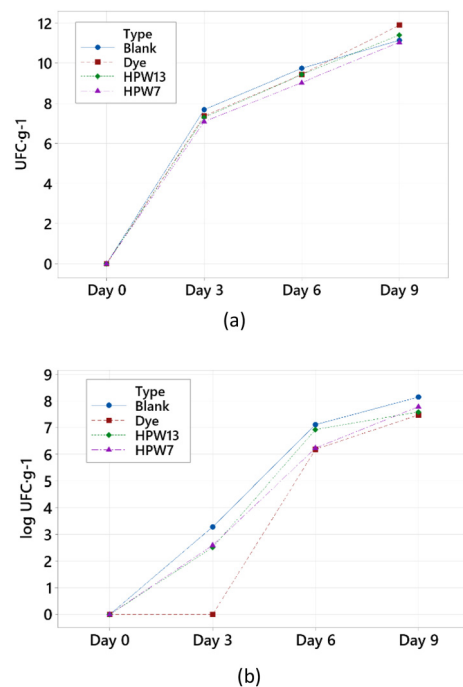 12
10
8
6
4
2
0
UFC·g-1
Type
Blank
Dye
HPW13
HPW7
Day 0 Day 3 Day 6 Day 9
(a)
9
8
7
6
5
4
3
2
1
0
log UFC·g-1
Type
Blank
Dye
HPW13
HPW7
Day 0 Day 3 Day 6 Day 9
(b)